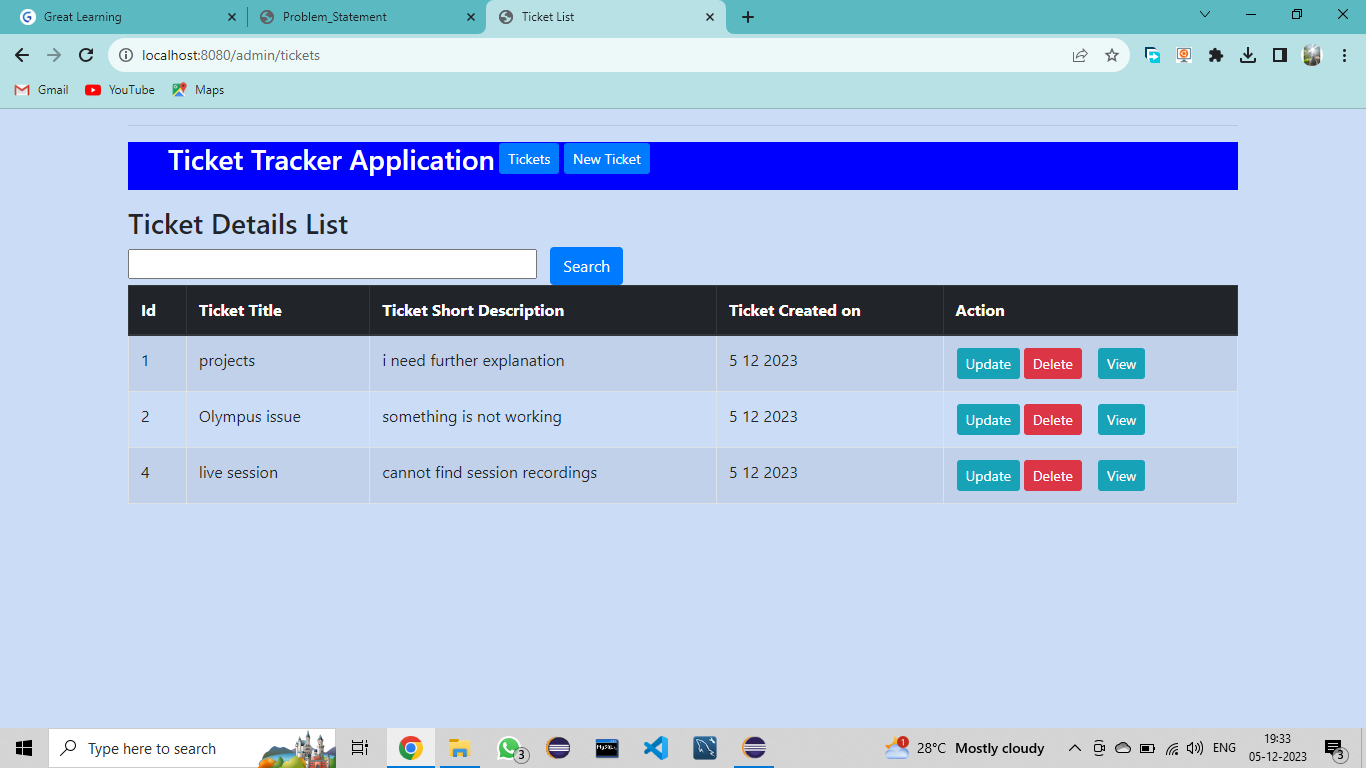 Great Learning
Problem_Statement
Ticket List
localhost:8080/admin/tickets
Gmail YouTube Maps
Ticket Tracker Application Tickets New Ticket
Ticket Details List
Search
Id Ticket Title Ticket Short Description Ticket Created on Action
1 projects i need further explanation 5 12 2023 Update Delete View
2 Olympus issue something is not working 5 12 2023 Update Delete View
4 live session cannot find session recordings 5 12 2023 Update Delete View
Type here to search 3 MySQL 1 28°C Mostly cloudy ENG 19:33
05-12-2023 3